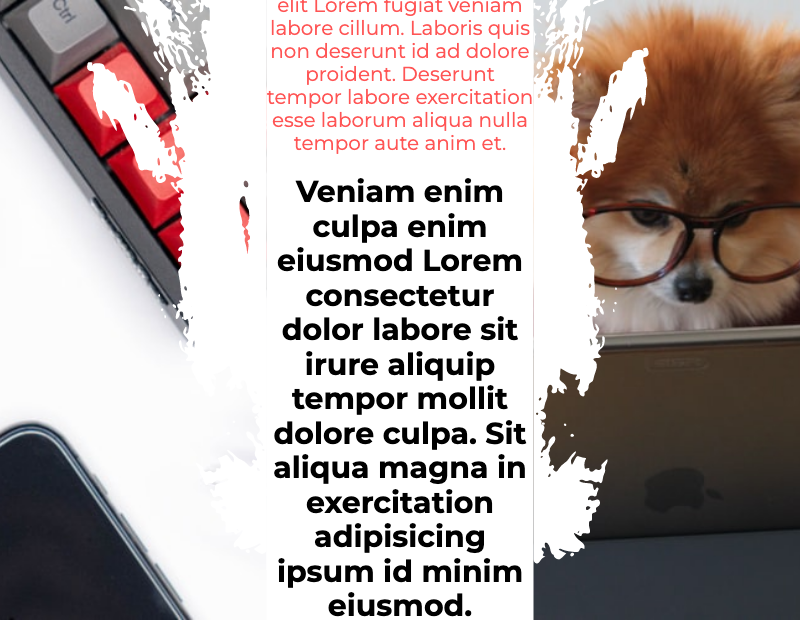 Ctrl
elit Lorem fugiat veniam
labore cillum. Laboris quis
non deserunt id ad dolore
proident. Deserunt
tempor labore exercitation
esse laborum aliqua nulla
tempor aute anim et.
Veniam enim
culpa enim
eiusmod Lorem
consectetur
dolor labore sit
irure aliquip
tempor mollit
dolore culpa. Sit
aliqua magna in
exercitation
adipisicing
ipsum id minim
eiusmod.